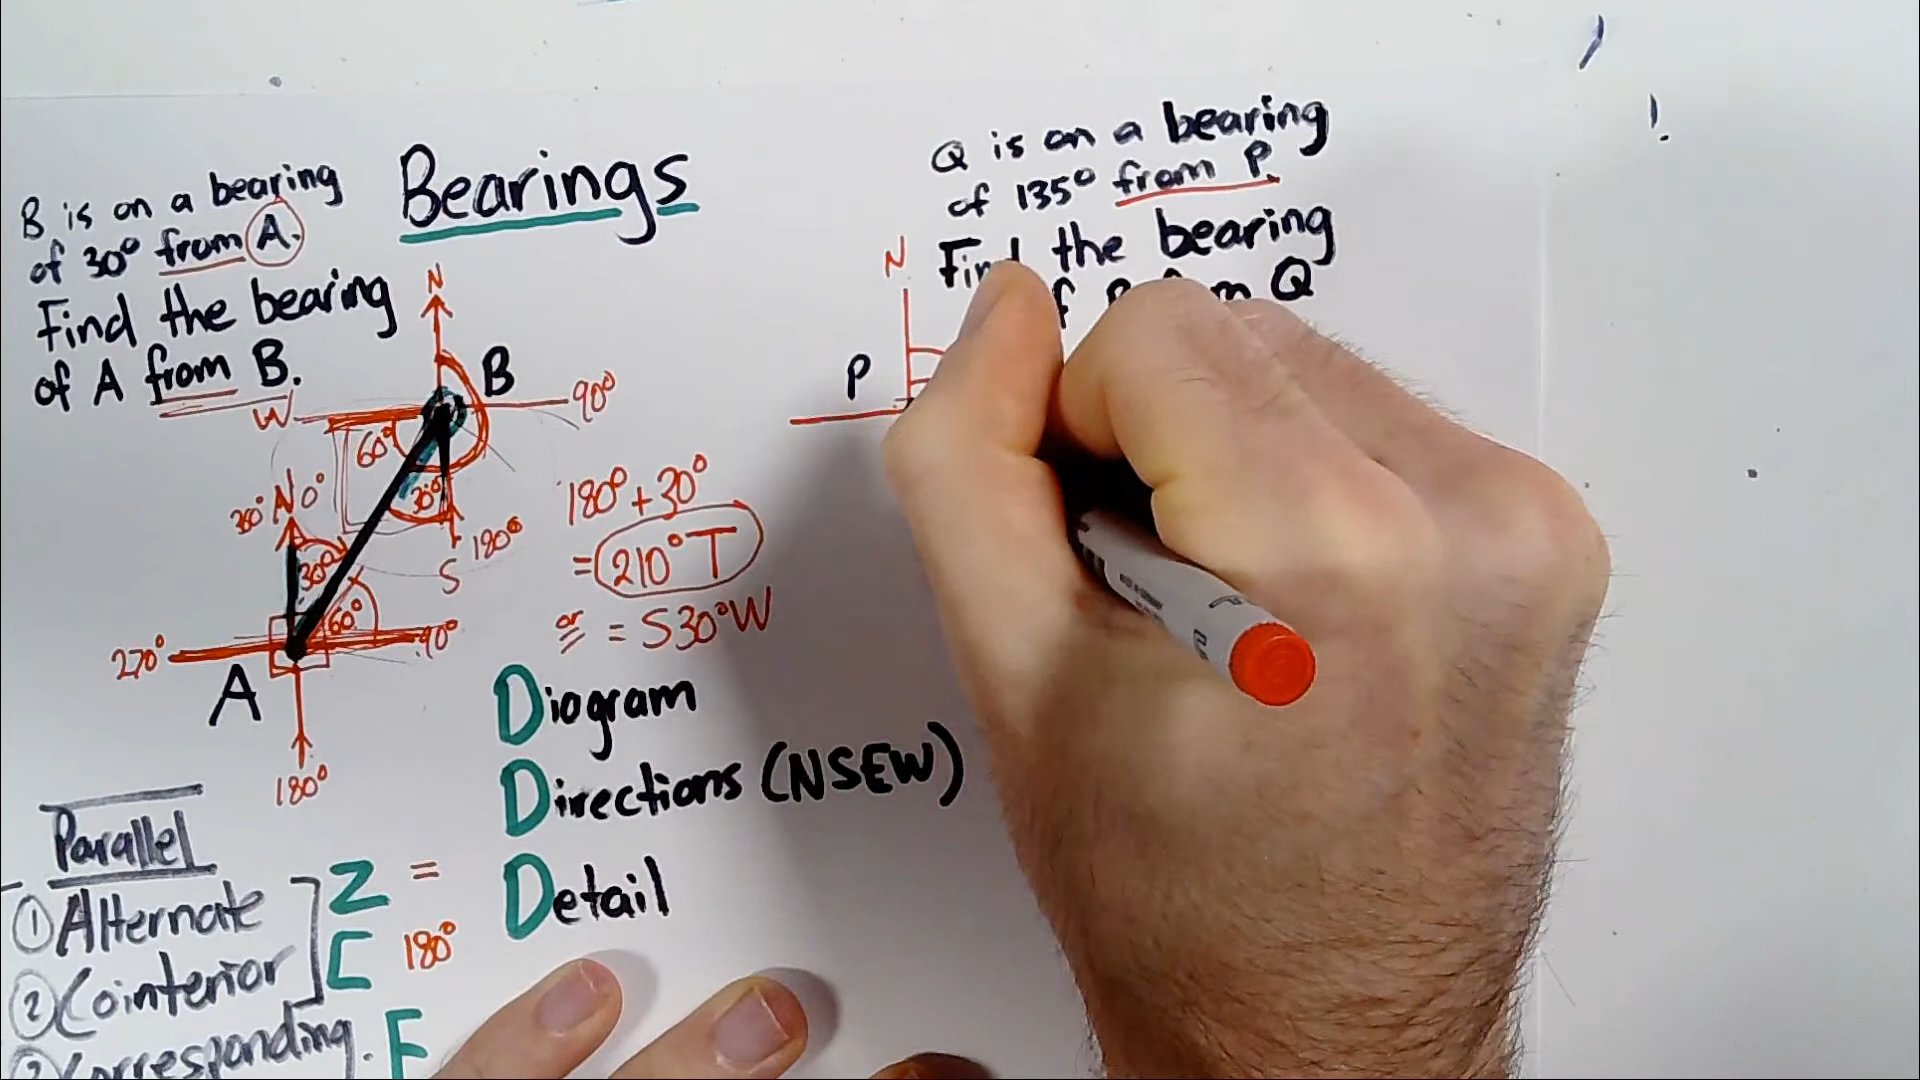 Bearings
B is on a bearing
of 30° from A.
Find the bearing
of A from B.
N
B
W
90°
60°
30°
180°
S
360° N 0°
30°
60°
270°
90°
A
180°
180° + 30°
= 210° T
or = S30°W
Diagram
Directions (NSEW)
Detail
Parallel
① Alternate
Z =
② Cointerior
C 180°
Corresponding. F
Q is on a bearing
of 135° from P.
Find the bearing
Q
N
P